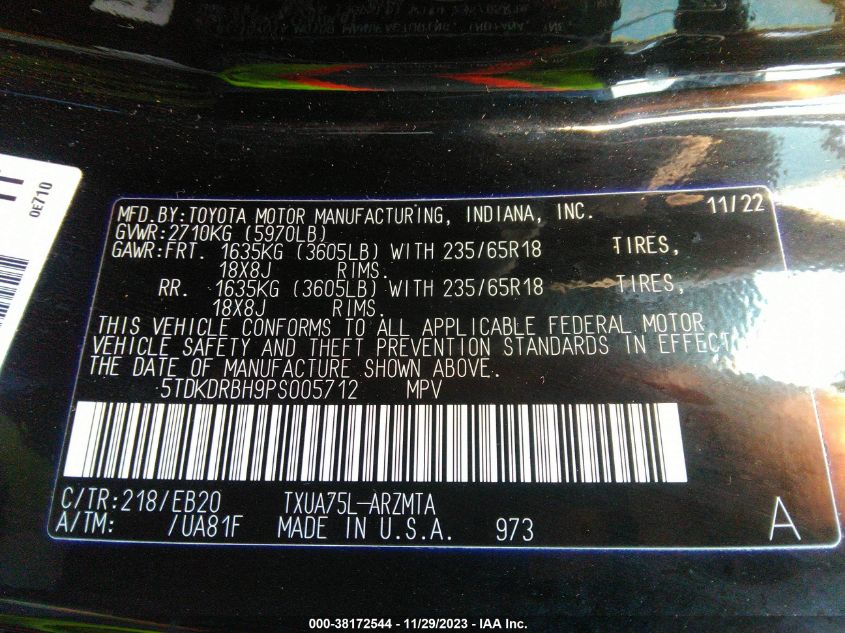 0E710
MFD.BY:TOYOTA MOTOR MANUFACTURING, INDIANA, INC. 11/22
GVWR:2710KG (5970LB)
GAWR:FRT. 1635KG (3605LB) WITH 235/65R18 TIRES,
18X8J RIMS.
RR. 1635KG (3605LB) WITH 235/65R18 TIRES,
18X8J RIMS.
THIS VEHICLE CONFORMS TO ALL APPLICABLE FEDERAL MOTOR
VEHICLE SAFETY AND THEFT PREVENTION STANDARDS IN EFFECT
THE DATE OF MANUFACTURE SHOWN ABOVE.
5TDKDRBH9PS005712 MPV
C/TR:218/EB20 TXUA75L-ARZMTA
A/TM: /UA81F MADE IN U.S.A. 973 A
000-38172544 - 11/29/2023 - IAA Inc.